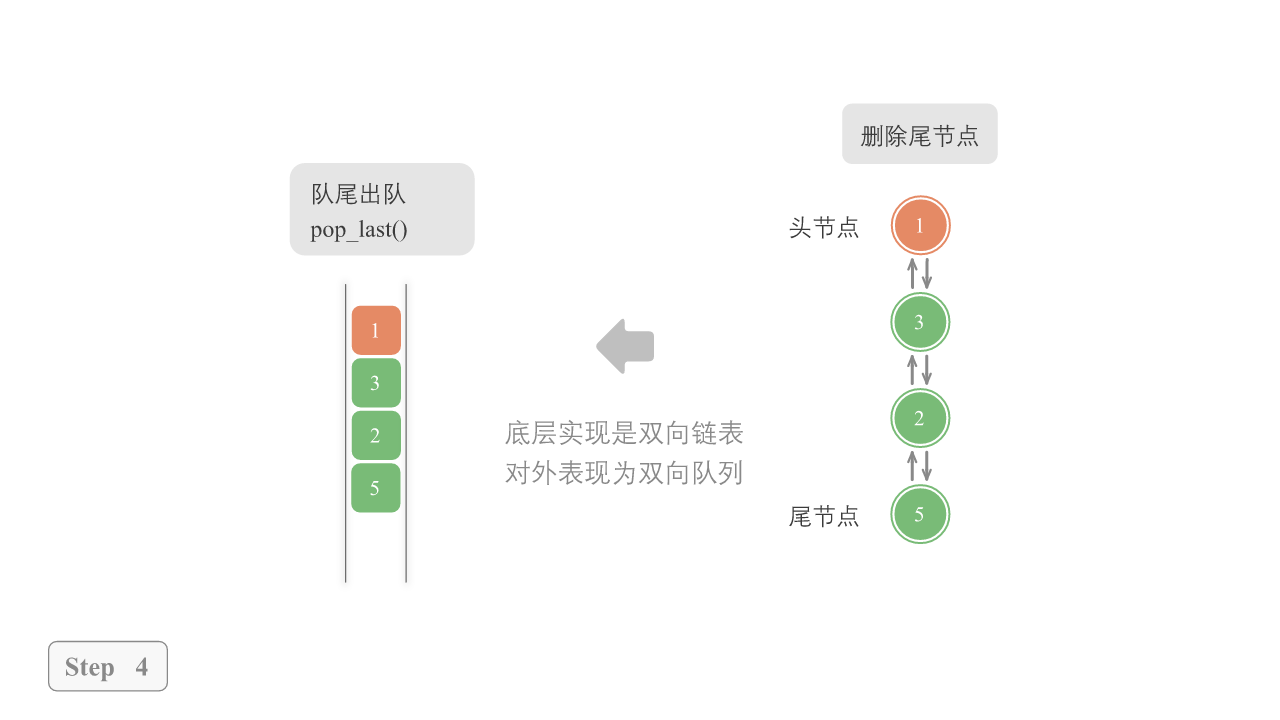 队尾出队
pop_last()
1
3
2
5
底层实现是双向链表
对外表现为双向队列
删除尾节点
头节点
1
3
2
尾节点
5
Step 4